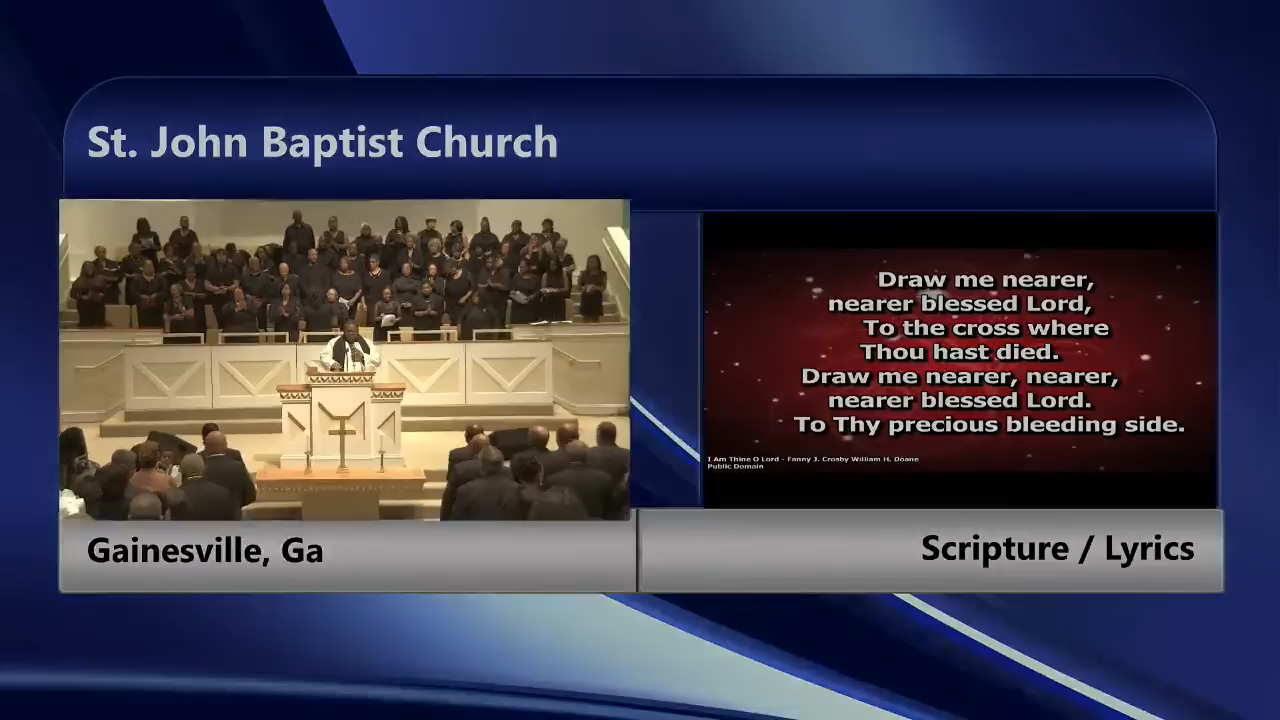 St. John Baptist Church
Draw me nearer,
nearer blessed Lord,
To the cross where
Thou hast died.
Draw me nearer, nearer,
nearer blessed Lord.
To Thy precious bleeding side.
I Am Thine O Lord - Fanny J. Crosby William H. Doane
Public Domain
Gainesville, Ga
Scripture / Lyrics